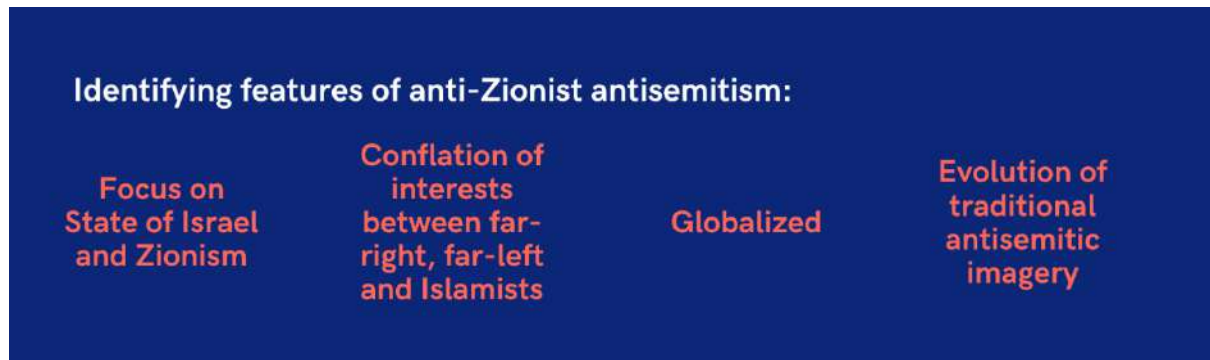 Identifying features of anti-Zionist antisemitism:
Focus on
State of Israel
and Zionism
Conflation of
interests
between far-
right, far-left
and Islamists
Globalized
Evolution of
traditional
antisemitic
imagery